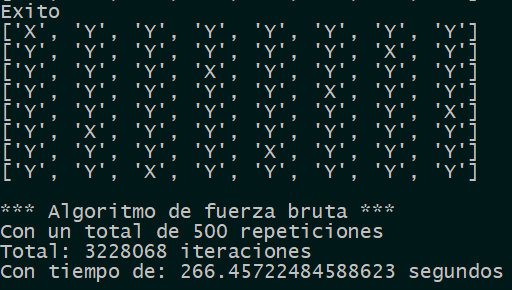 Exito
['X', 'Y', 'Y', 'Y', 'Y', 'Y', 'Y', 'Y']
['Y', 'Y', 'Y', 'Y', 'Y', 'Y', 'X', 'Y']
['Y', 'Y', 'Y', 'X', 'Y', 'Y', 'Y', 'Y']
['Y', 'Y', 'Y', 'Y', 'Y', 'X', 'Y', 'Y']
['Y', 'Y', 'Y', 'Y', 'Y', 'Y', 'Y', 'X']
['Y', 'X', 'Y', 'Y', 'Y', 'Y', 'Y', 'Y']
['Y', 'Y', 'Y', 'Y', 'X', 'Y', 'Y', 'Y']
['Y', 'Y', 'X', 'Y', 'Y', 'Y', 'Y', 'Y']
*** Algoritmo de fuerza bruta ***
Con un total de 500 repeticiones
Total: 3228068 iteraciones
Con tiempo de: 266.45722484588623 segundos